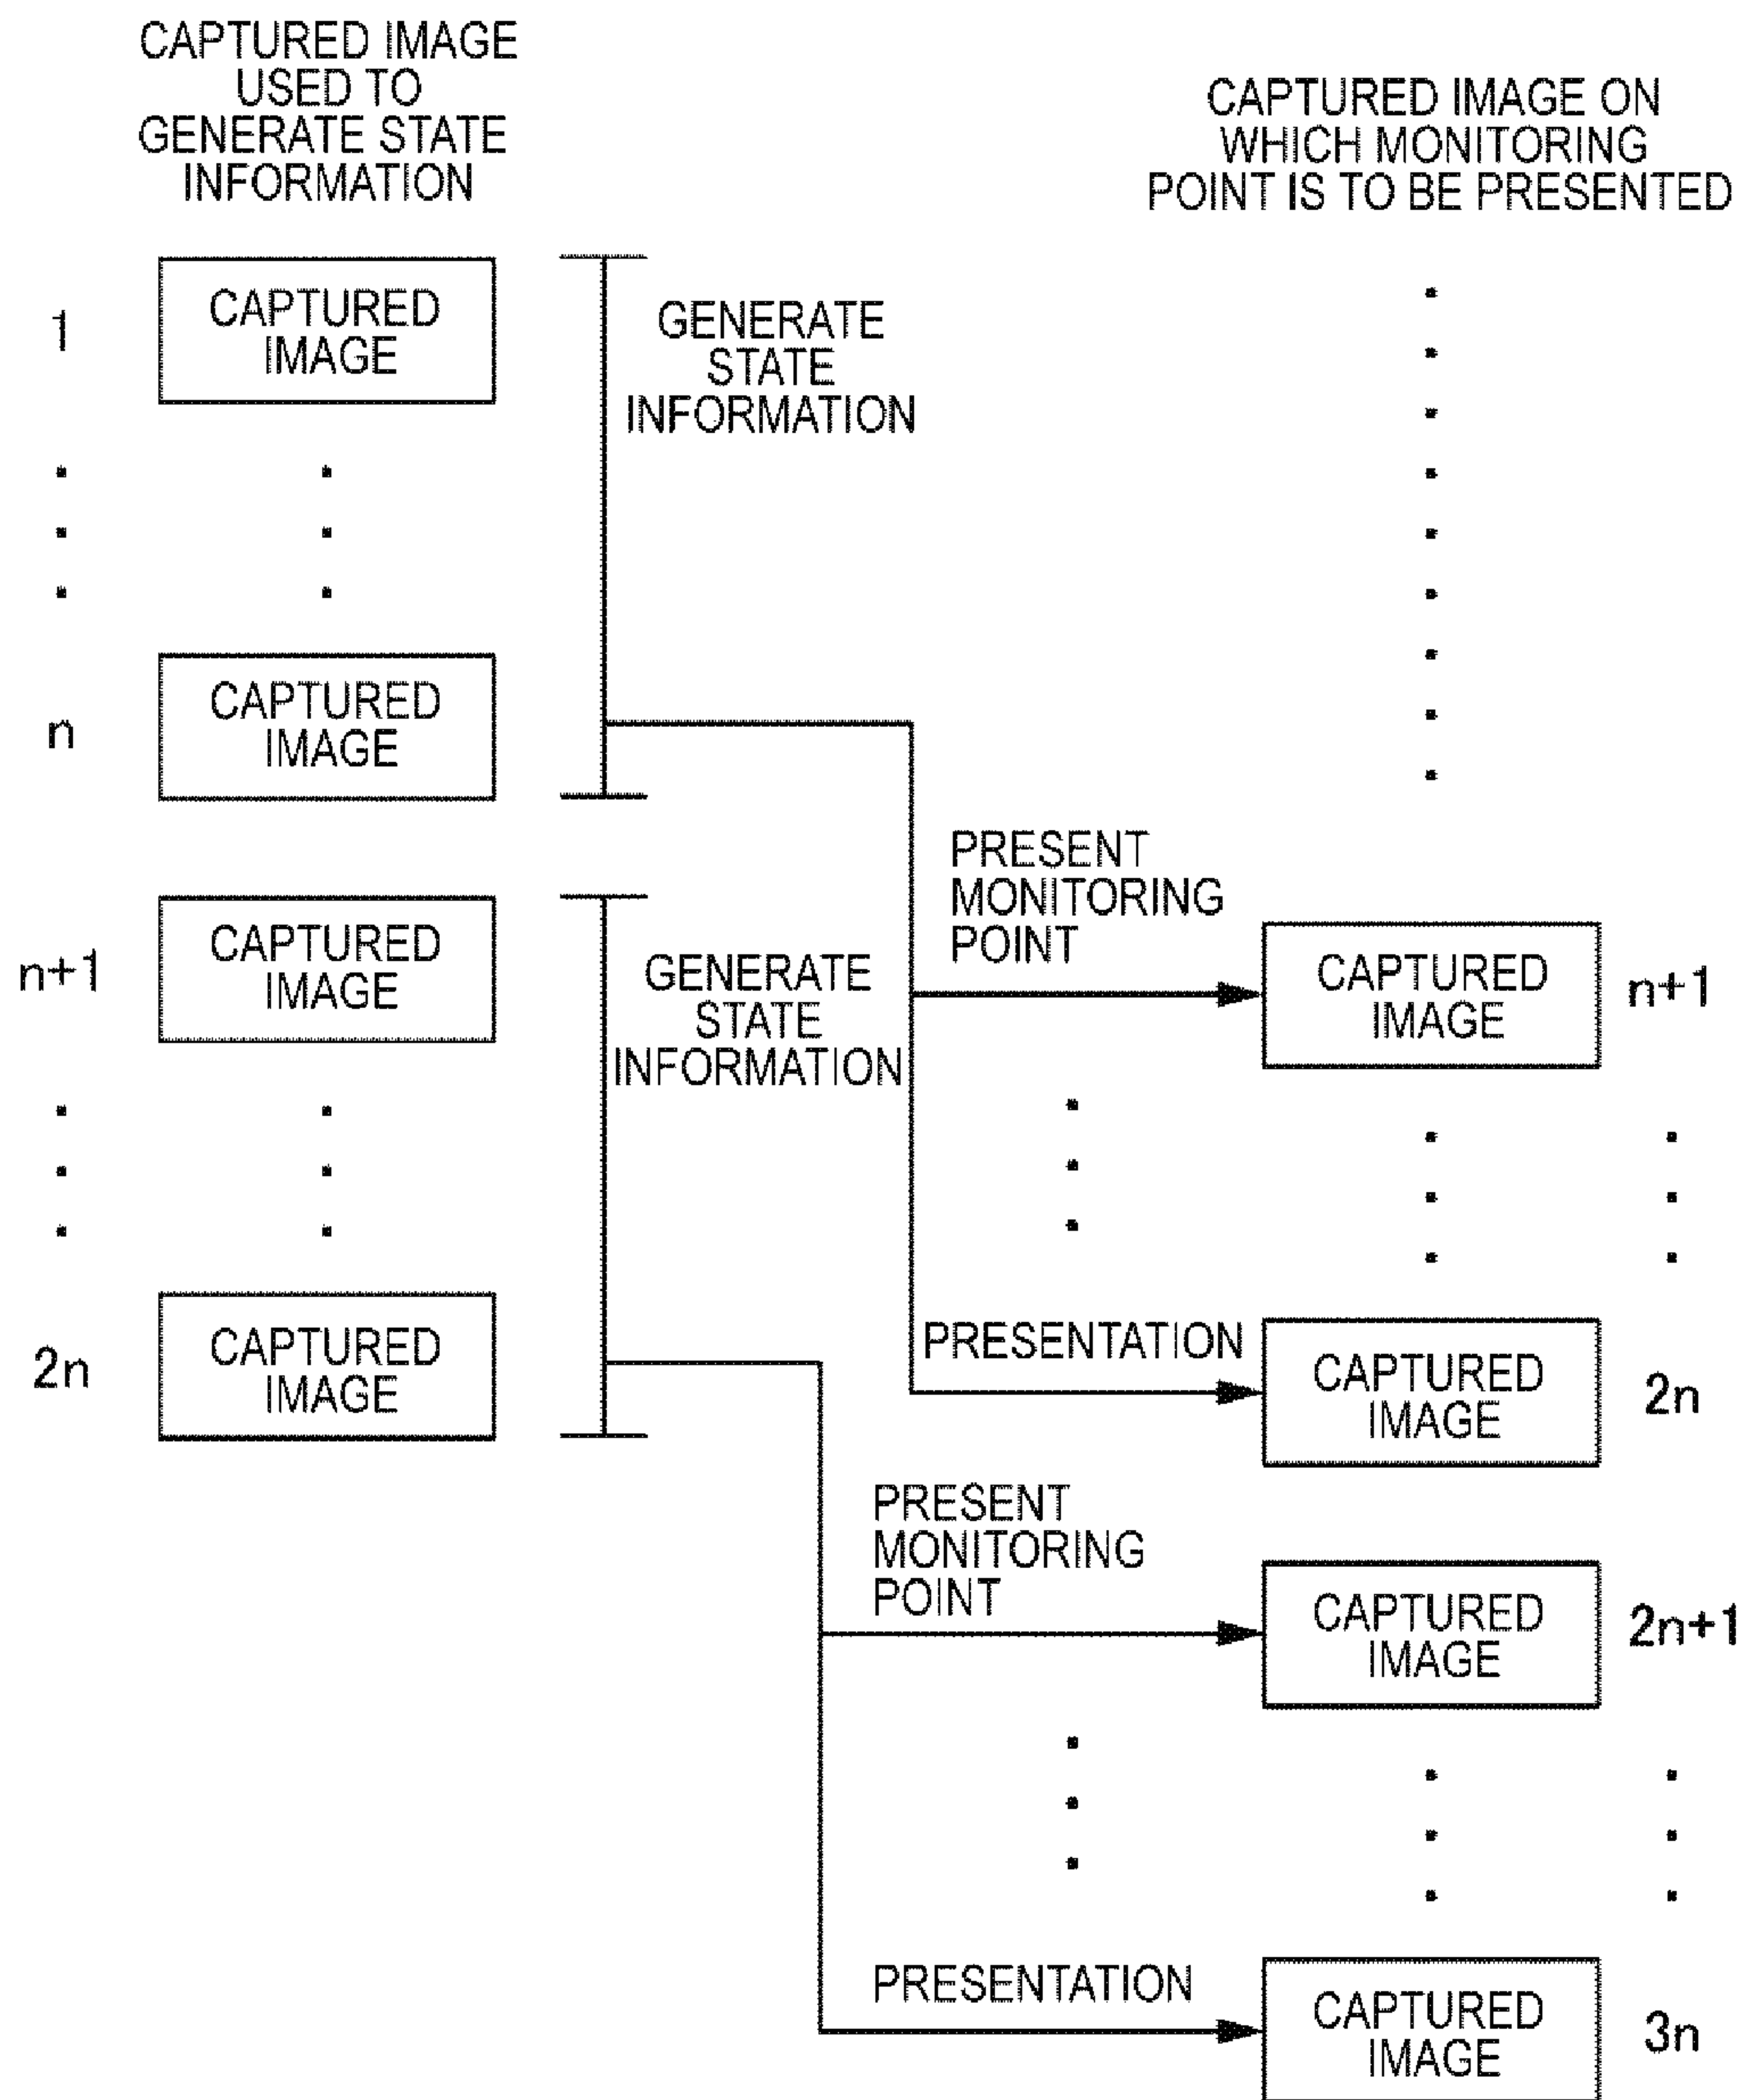 CAPTURED IMAGE
USED TO
GENERATE STATE
INFORMATION
CAPTURED IMAGE ON
WHICH MONITORING
POINT IS TO BE PRESENTED
1
CAPTURED
IMAGE
GENERATE
STATE
INFORMATION
n
CAPTURED
IMAGE
PRESENT
MONITORING
POINT
n+1
CAPTURED
IMAGE
GENERATE
STATE
INFORMATION
CAPTURED
IMAGE
n+1
2n
CAPTURED
IMAGE
PRESENTATION
CAPTURED
IMAGE
2n
PRESENT
MONITORING
POINT
CAPTURED
IMAGE
2n+1
PRESENTATION
CAPTURED
IMAGE
3n